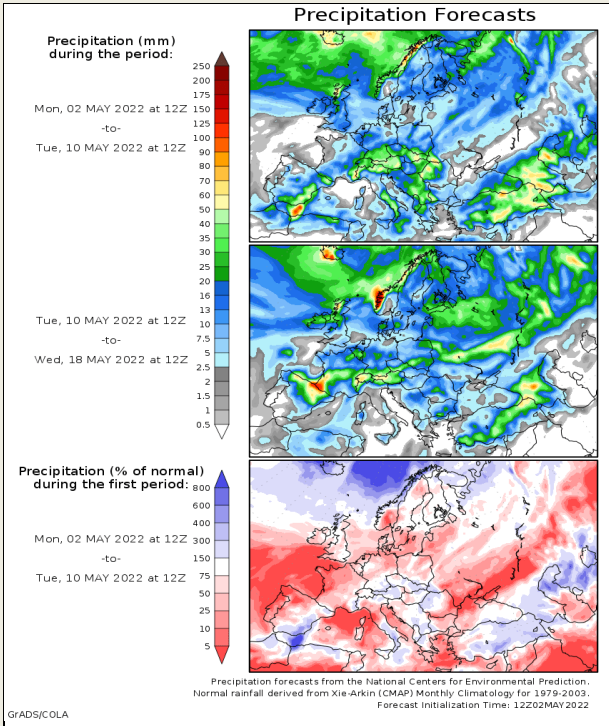 Precipitation Forecasts
Precipitation (mm)
during the period:
Mon, 02 MAY 2022 at 12Z
-to-
Tue, 10 MAY 2022 at 12Z
250
200
175
150
125
100
90
80
70
60
50
40
35
30
25
20
16
13
10
7.5
5
2.5
2
1.5
1
0.5
Tue, 10 MAY 2022 at 12Z
-to-
Wed, 18 MAY 2022 at 12Z
Precipitation (% of normal)
during the first period:
Mon, 02 MAY 2022 at 12Z
-to-
Tue, 10 MAY 2022 at 12Z
800
600
400
300
150
75
50
25
10
5
Precipitation forecasts from the National Centers for Environmental Prediction.
Normal rainfall derived from Xie-Arkin (CMAP) Monthly Climatology for 1979-2003.
Forecast Initialization Time: 12Z02MAY2022
GrADS/COLA